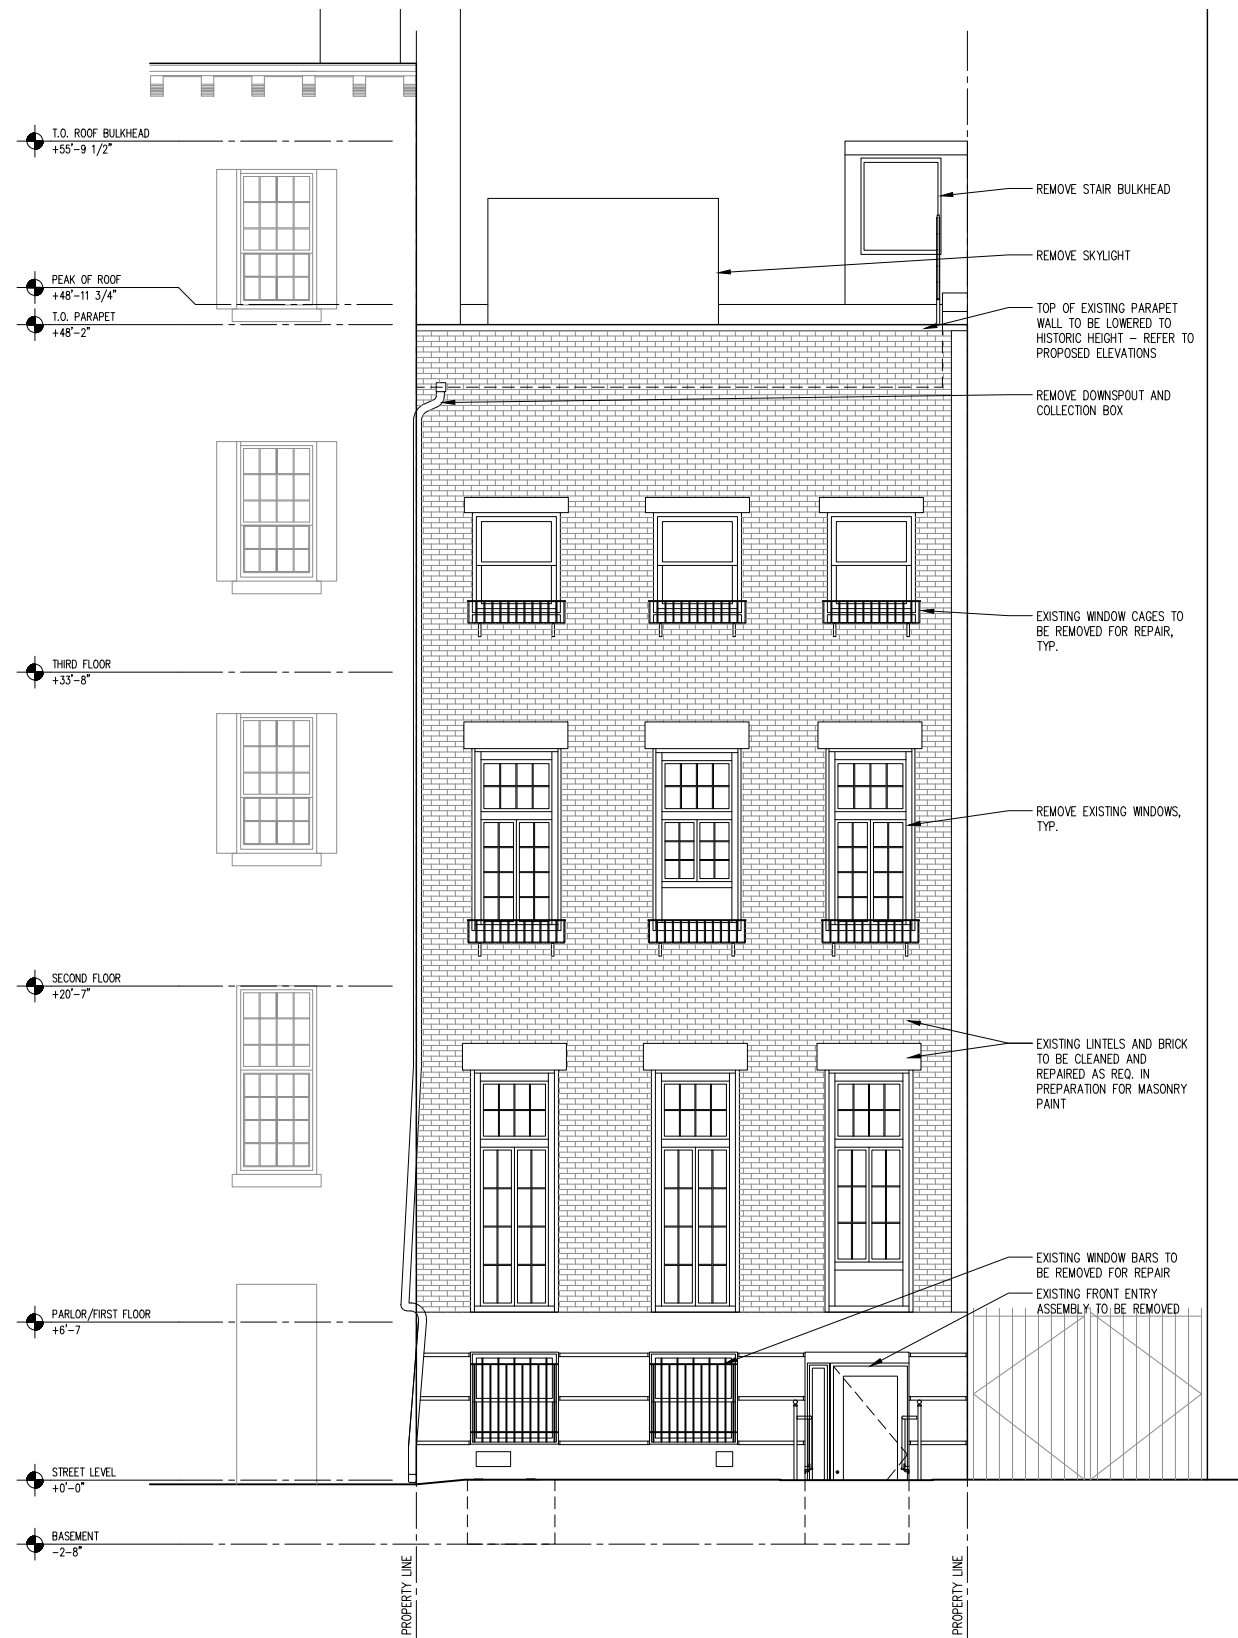 T.O. ROOF BULKHEAD
+55'-9 1/2"
PEAK OF ROOF
+48'-11 3/4"
T.O. PARAPET
+48'-2"
THIRD FLOOR
+33'-8"
SECOND FLOOR
+20'-7"
PARLOR/FIRST FLOOR
+6'-7
STREET LEVEL
+0'-0"
BASEMENT
-2-8"
REMOVE STAIR BULKHEAD
REMOVE SKYLIGHT
TOP OF EXISTING PARAPET
WALL TO BE LOWERED TO
HISTORIC HEIGHT – REFER TO
PROPOSED ELEVATIONS
REMOVE DOWNSPOUT AND
COLLECTION BOX
EXISTING WINDOW CAGES TO
BE REMOVED FOR REPAIR,
TYP.
REMOVE EXISTING WINDOWS,
TYP.
EXISTING LINTELS AND BRICK
TO BE CLEANED AND
REPAIRED AS REQ. IN
PREPARATION FOR MASONRY
PAINT
EXISTING WINDOW BARS TO
BE REMOVED FOR REPAIR
EXISTING FRONT ENTRY
ASSEMBLY TO BE REMOVED
PROPERTY LINE
PROPERTY LINE